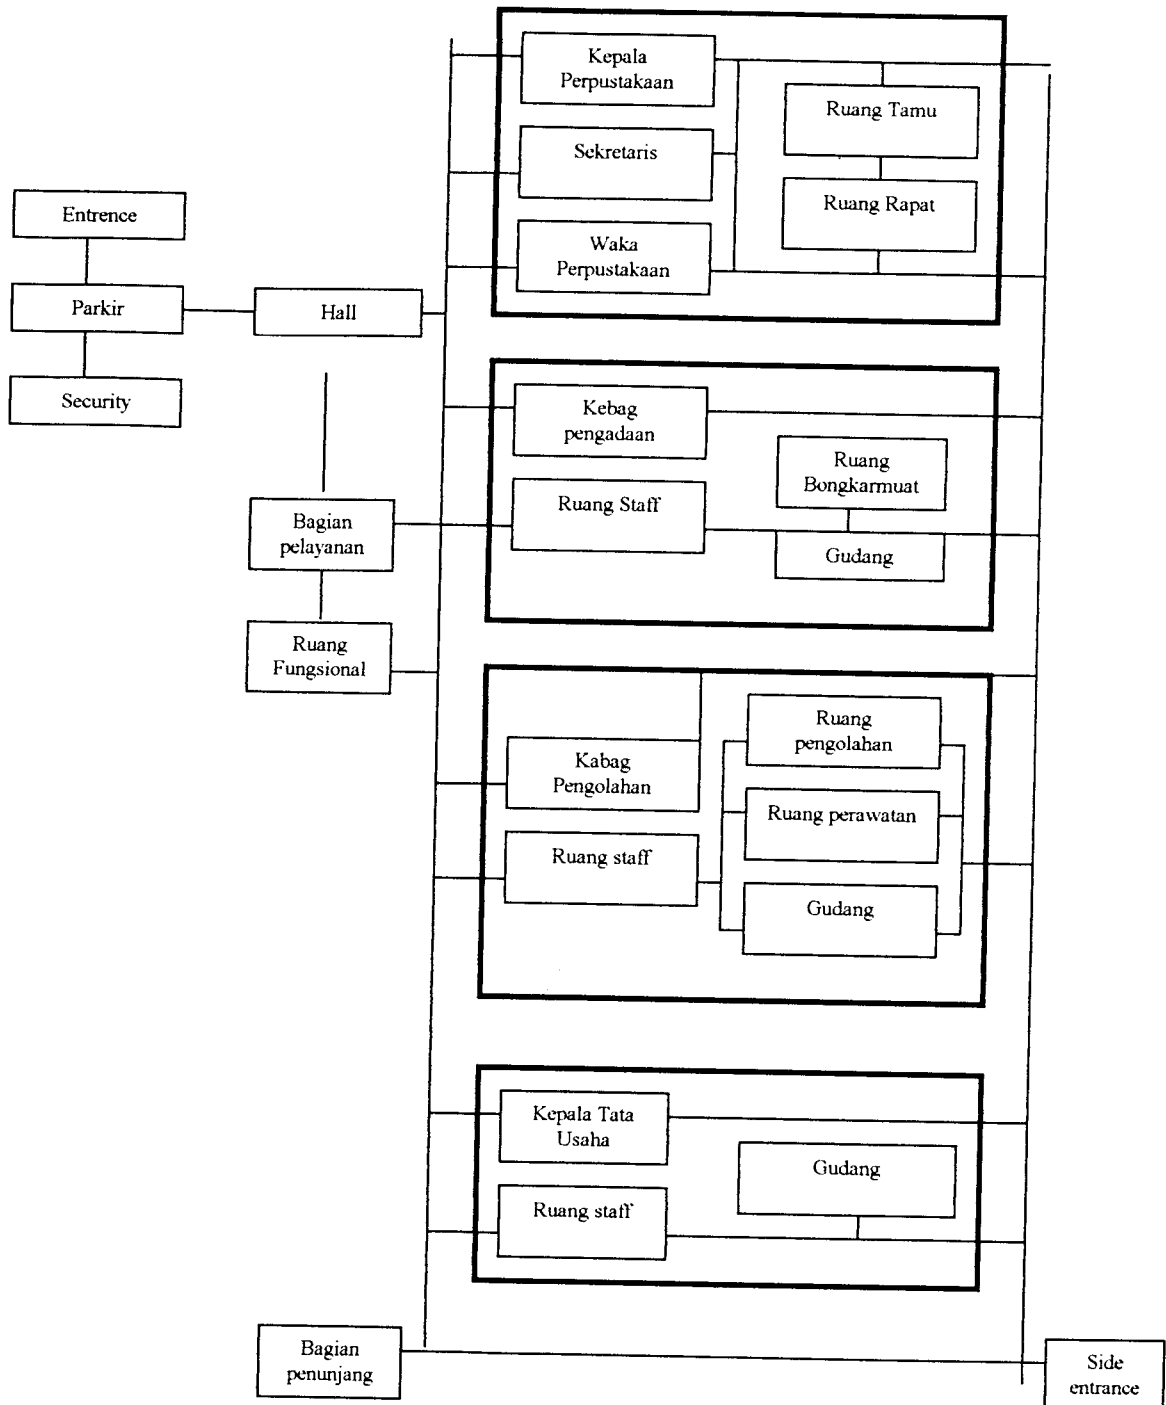 Entrence
Parkir
Security
Hall
Bagian
pelayanan
Ruang
Fungsional
Kepala
Perpustakaan
Sekretaris
Waka
Perpustakaan
Ruang Tamu
Ruang Rapat
Kebag
pengadaan
Ruang Staff
Ruang
Bongkarmuat
Gudang
Kabag
Pengolahan
Ruang staff
Ruang
pengolahan
Ruang perawatan
Gudang
Kepala Tata
Usaha
Ruang staff
Gudang
Bagian
penunjang
Side
entrance